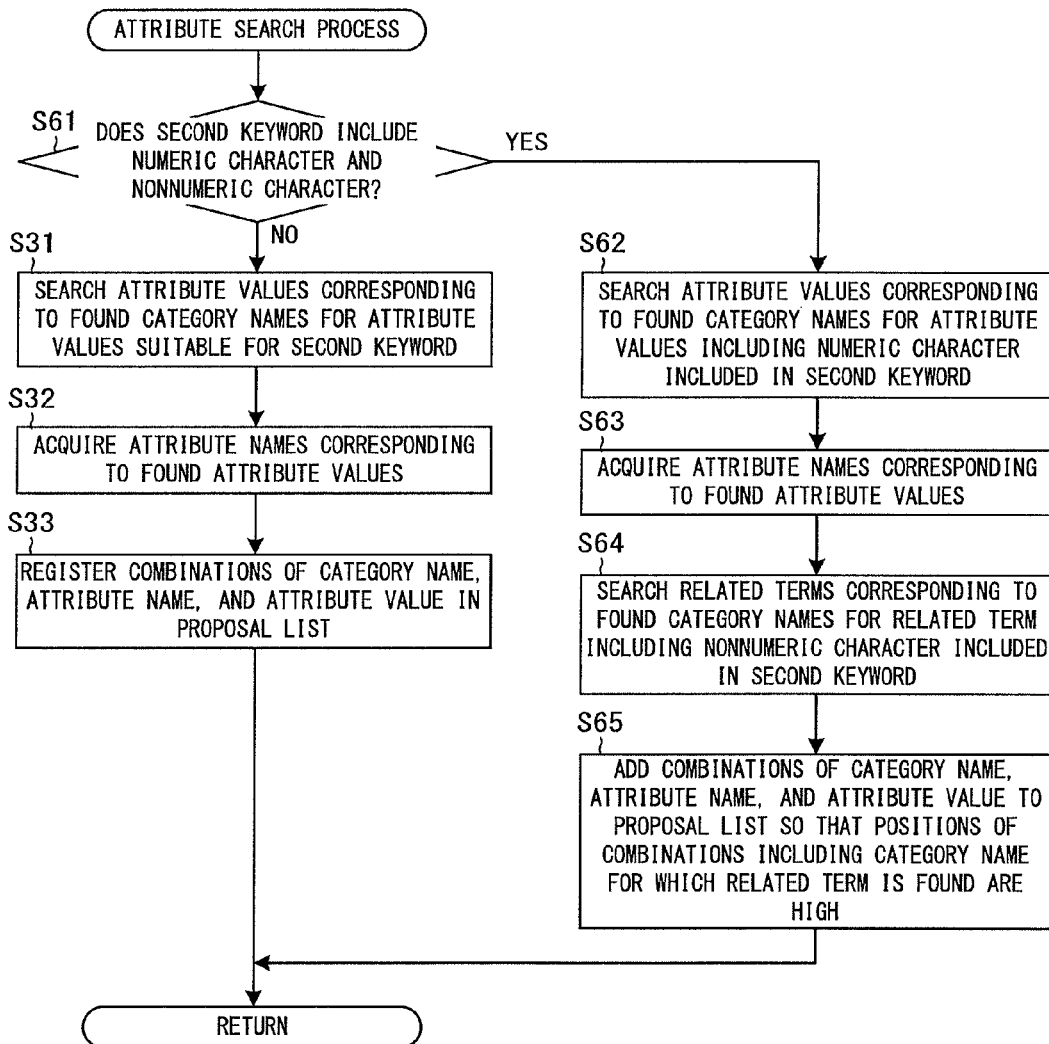 ATTRIBUTE SEARCH PROCESS
S61
DOES SECOND KEYWORD INCLUDE
NUMERIC CHARACTER AND
NONNUMERIC CHARACTER?
YES
NO
S31
SEARCH ATTRIBUTE VALUES CORRESPONDING
TO FOUND CATEGORY NAMES FOR ATTRIBUTE
VALUES SUITABLE FOR SECOND KEYWORD
S32
ACQUIRE ATTRIBUTE NAMES CORRESPONDING
TO FOUND ATTRIBUTE VALUES
S33
REGISTER COMBINATIONS OF CATEGORY NAME,
ATTRIBUTE NAME, AND ATTRIBUTE VALUE IN
PROPOSAL LIST
S62
SEARCH ATTRIBUTE VALUES CORRESPONDING
TO FOUND CATEGORY NAMES FOR ATTRIBUTE
VALUES INCLUDING NUMERIC CHARACTER
INCLUDED IN SECOND KEYWORD
S63
ACQUIRE ATTRIBUTE NAMES CORRESPONDING
TO FOUND ATTRIBUTE VALUES
S64
SEARCH RELATED TERMS CORRESPONDING TO
FOUND CATEGORY NAMES FOR RELATED TERM
INCLUDING NONNUMERIC CHARACTER INCLUDED
IN SECOND KEYWORD
S65
ADD COMBINATIONS OF CATEGORY NAME,
ATTRIBUTE NAME, AND ATTRIBUTE VALUE TO
PROPOSAL LIST SO THAT POSITIONS OF
COMBINATIONS INCLUDING CATEGORY NAME
FOR WHICH RELATED TERM IS FOUND ARE
HIGH
RETURN